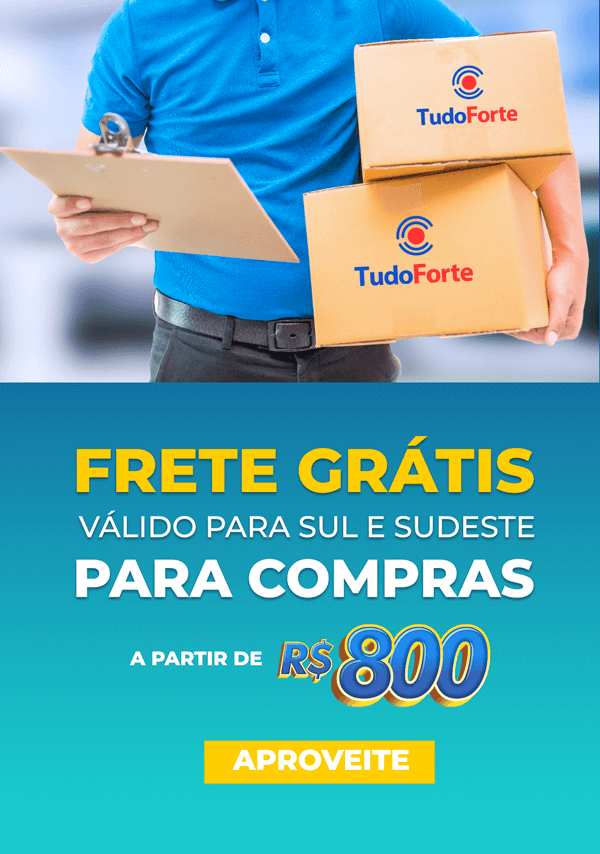 TudoForte
TudoForte
FRETE GRÁTIS
VÁLIDO PARA SUL E SUDESTE
PARA COMPRAS
A PARTIR DE R$800
APROVEITE